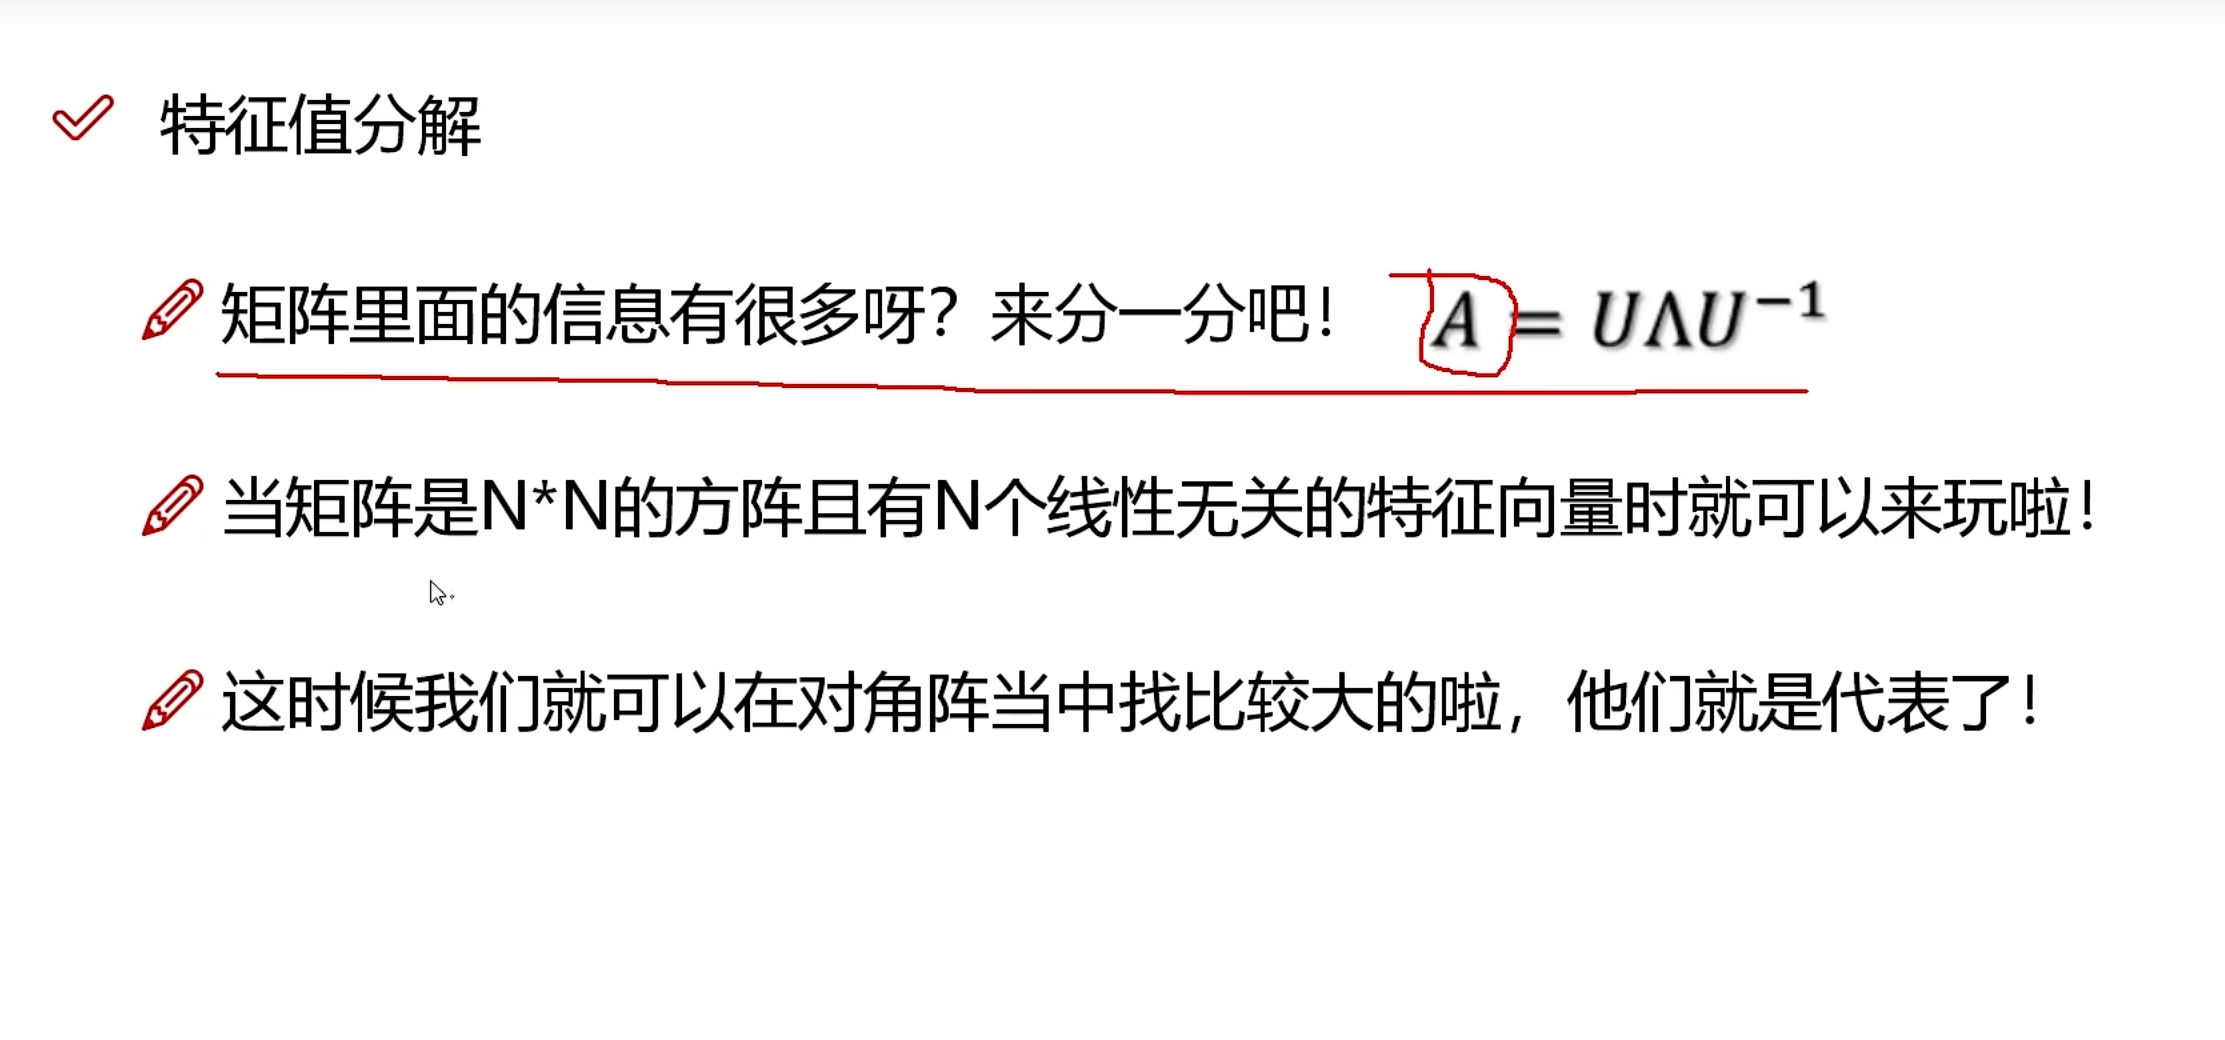 特征值分解
矩阵里面的信息有很多呀？来分一分吧！ A = UΛU⁻¹
当矩阵是N*N的方阵且有N个线性无关的特征向量时就可以来玩啦！
这时候我们就可以在对角阵当中找比较大的啦，他们就是代表了！